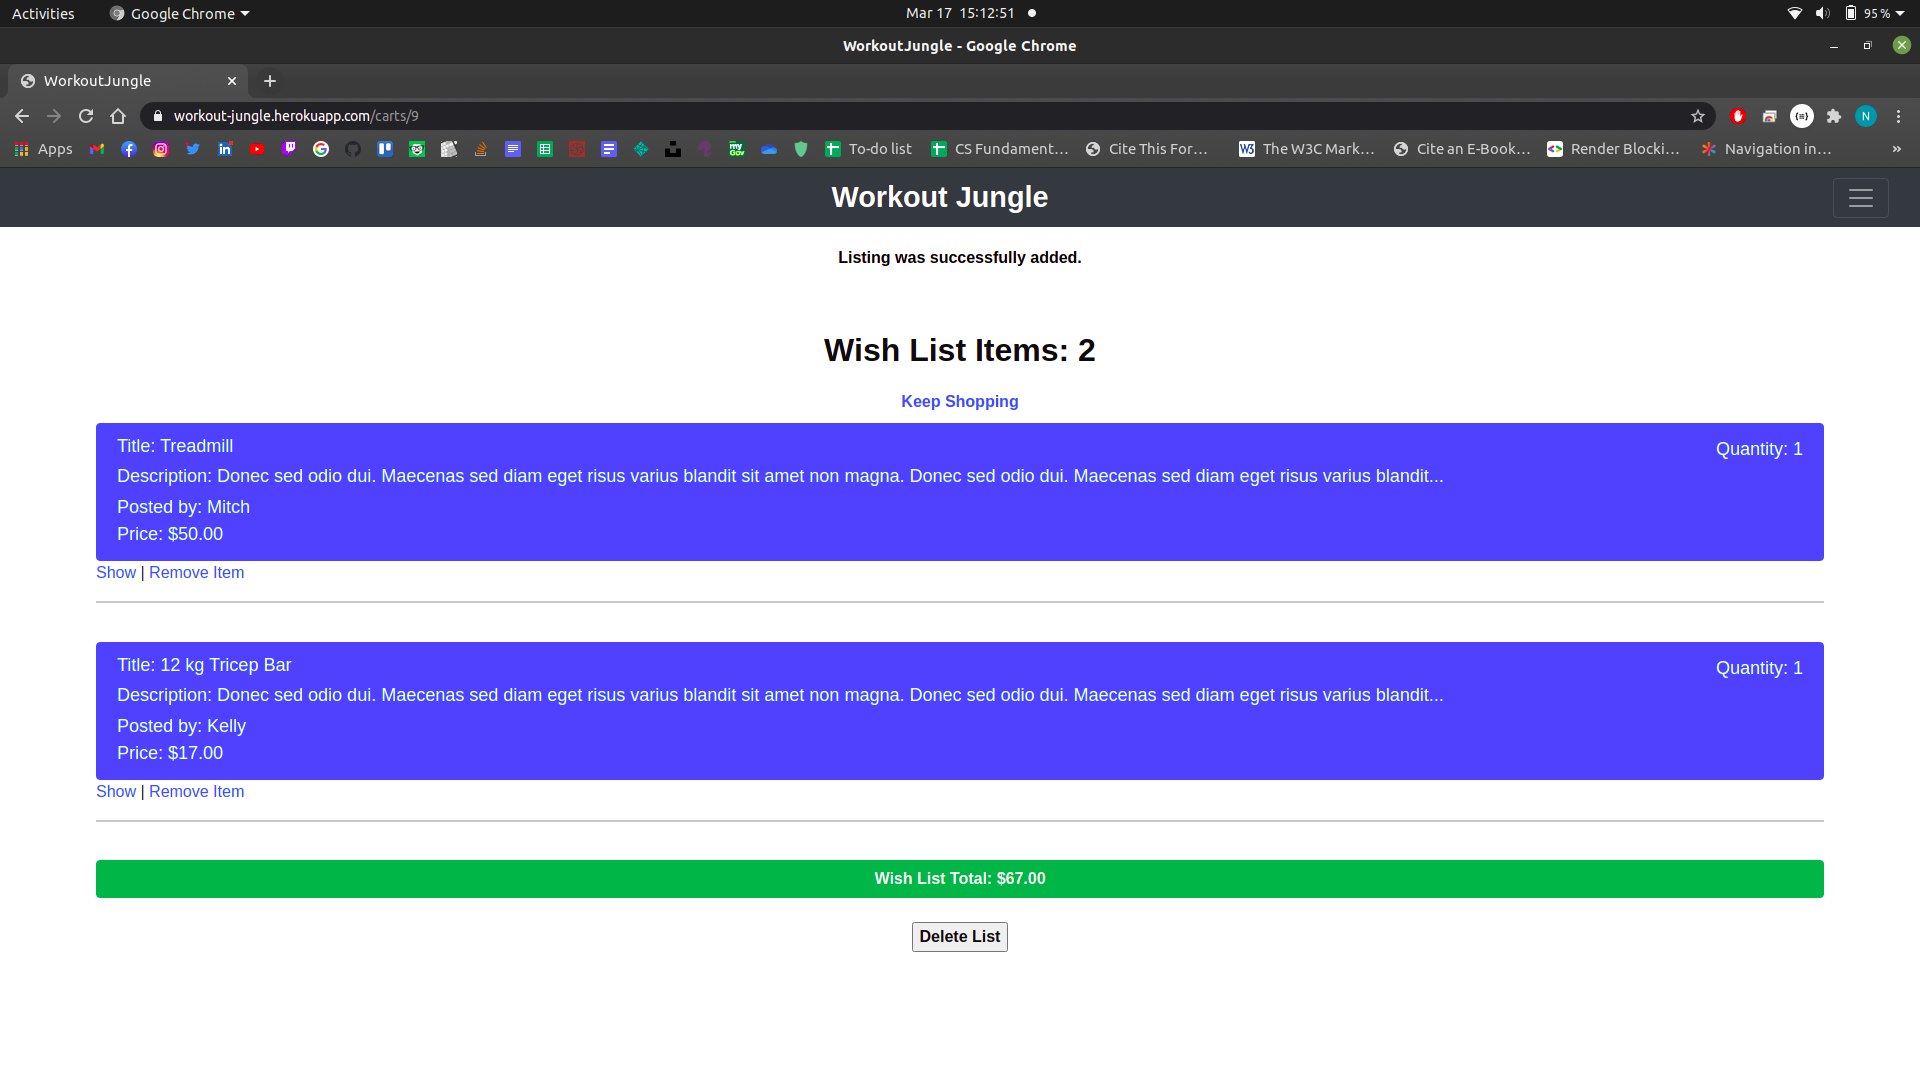 Activities
Google Chrome
Mar 17 15:12:51
95 %
WorkoutJungle - Google Chrome
WorkoutJungle
workout-jungle.herokuapp.com/carts/9
N
Apps
To-do list
CS Fundament...
Cite This For...
The W3C Mark...
Cite an E-Book...
Render Blocki...
Navigation in...
»
Workout Jungle
Listing was successfully added.
Wish List Items: 2
Keep Shopping
Title: Treadmill
Quantity: 1
Description: Donec sed odio dui. Maecenas sed diam eget risus varius blandit sit amet non magna. Donec sed odio dui. Maecenas sed diam eget risus varius blandit...
Posted by: Mitch
Price: $50.00
Show | Remove Item
Title: 12 kg Tricep Bar
Quantity: 1
Description: Donec sed odio dui. Maecenas sed diam eget risus varius blandit sit amet non magna. Donec sed odio dui. Maecenas sed diam eget risus varius blandit...
Posted by: Kelly
Price: $17.00
Show | Remove Item
Wish List Total: $67.00
Delete List